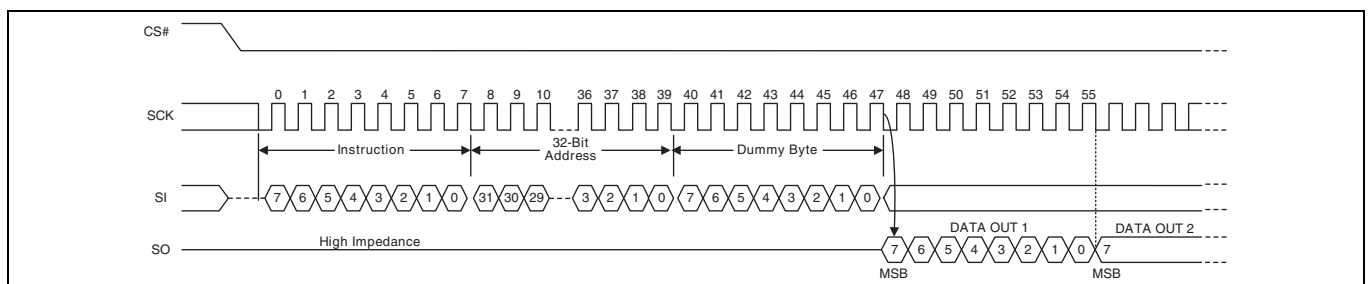 CS#
0 1 2 3 4 5 6 7 8 9 10 36 37 38 39 40 41 42 43 44 45 46 47 48 49 50 51 52 53 54 55
SCK
Instruction
32-Bit
Address
Dummy Byte
SI
7 6 5 4 3 2 1 0 31 30 29 3 2 1 0 7 6 5 4 3 2 1 0
DATA OUT 1
DATA OUT 2
SO
High Impedance
7 6 5 4 3 2 1 0 7
MSB
MSB